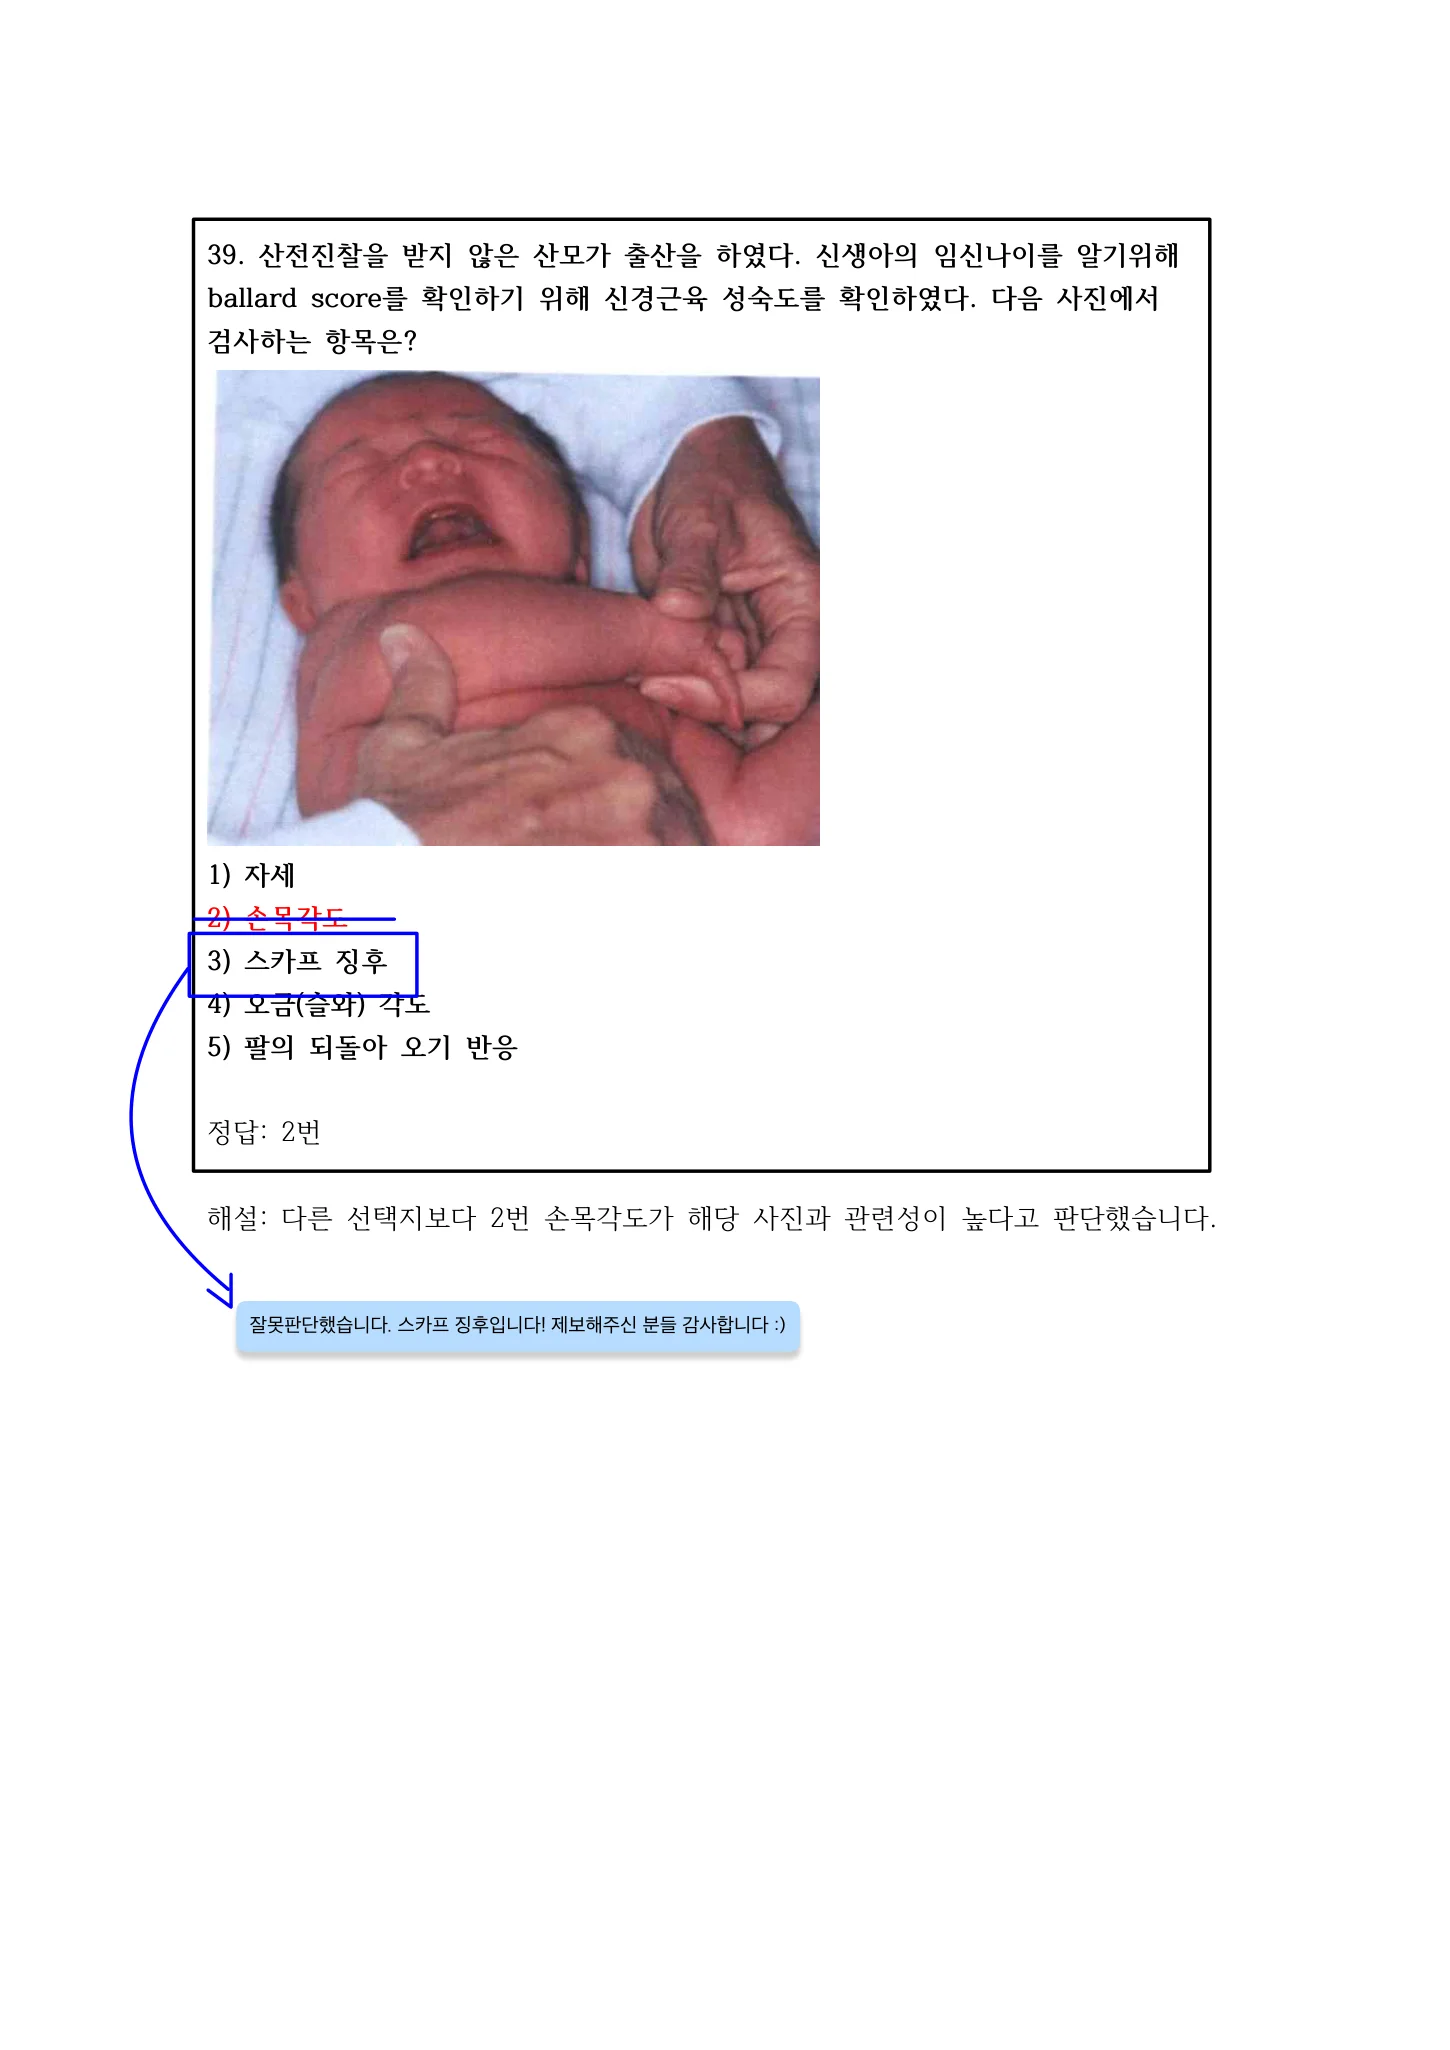 39. 산전진찰을 받지 않은 산모가 출산을 하였다. 신생아의 임신나이를 알기위해
ballard score를 확인하기 위해 신경근육 성숙도를 확인하였다. 다음 사진에서
검사하는 항목은?
1) 자세
2) 손목각도
3) 스카프 징후
4) 오금(슬와) 각도
5) 팔의 되돌아 오기 반응
정답: 2번
해설: 다른 선택지보다 2번 손목각도가 해당 사진과 관련성이 높다고 판단했습니다.
잘못판단했습니다. 스카프 징후입니다! 제보해주신 분들 감사합니다 :)